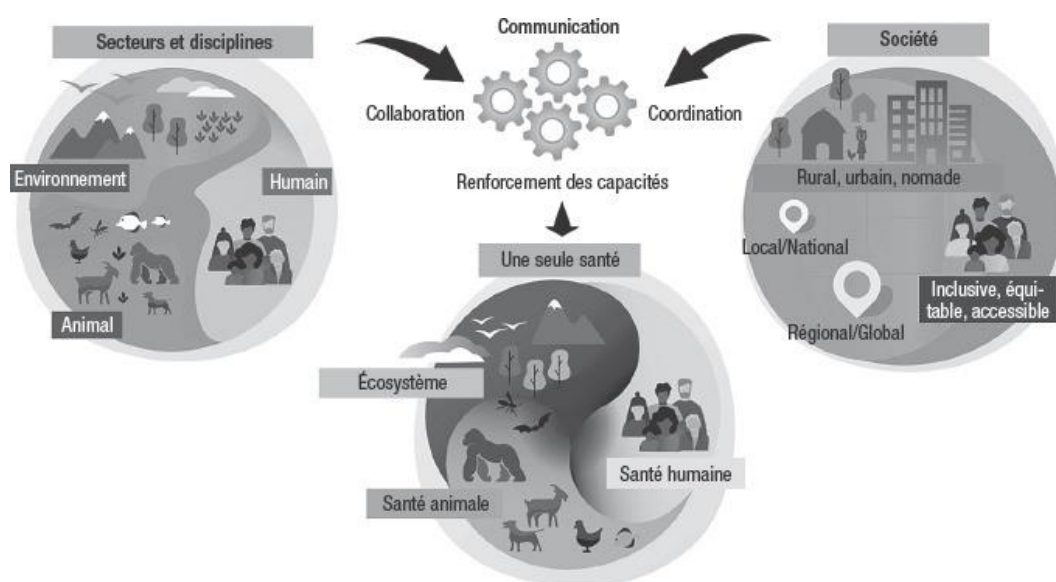 Secteurs et disciplines
Environnement
Humain
Animal
Communication
Collaboration
Coordination
Renforcement des capacités
Société
Rural, urbain, nomade
Local/National
Régional/Global
Inclusive, équi-
table, accessible
Une seule santé
Écosystème
Santé animale
Santé humaine